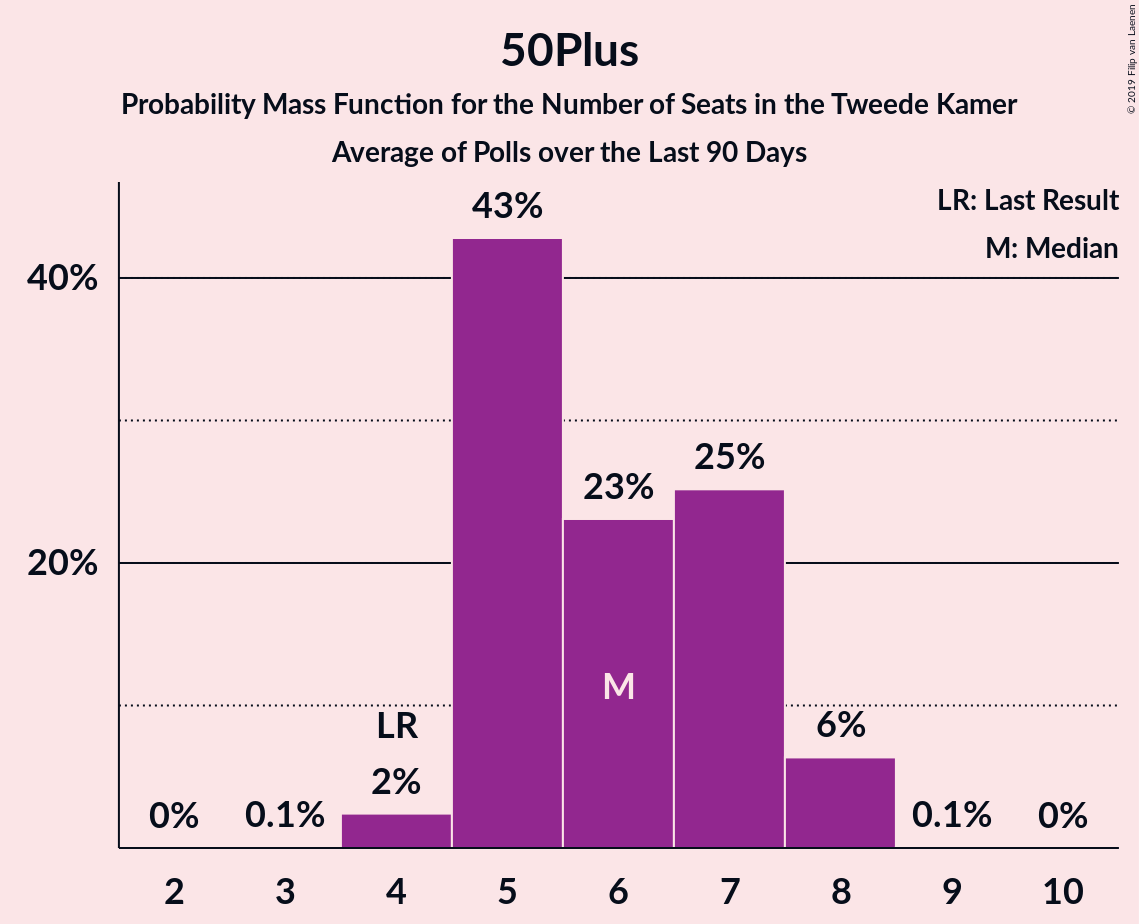 50Plus
Probability Mass Function for the Number of Seats in the Tweede Kamer
Average of Polls over the Last 90 Days
© 2019 Filip van Laenen
LR: Last Result
M: Median
43%
40%
25%
23%
20%
M
LR
6%
2%
0%
0.1%
0.1%
0%
2 3 4 5 6 7 8 9 10